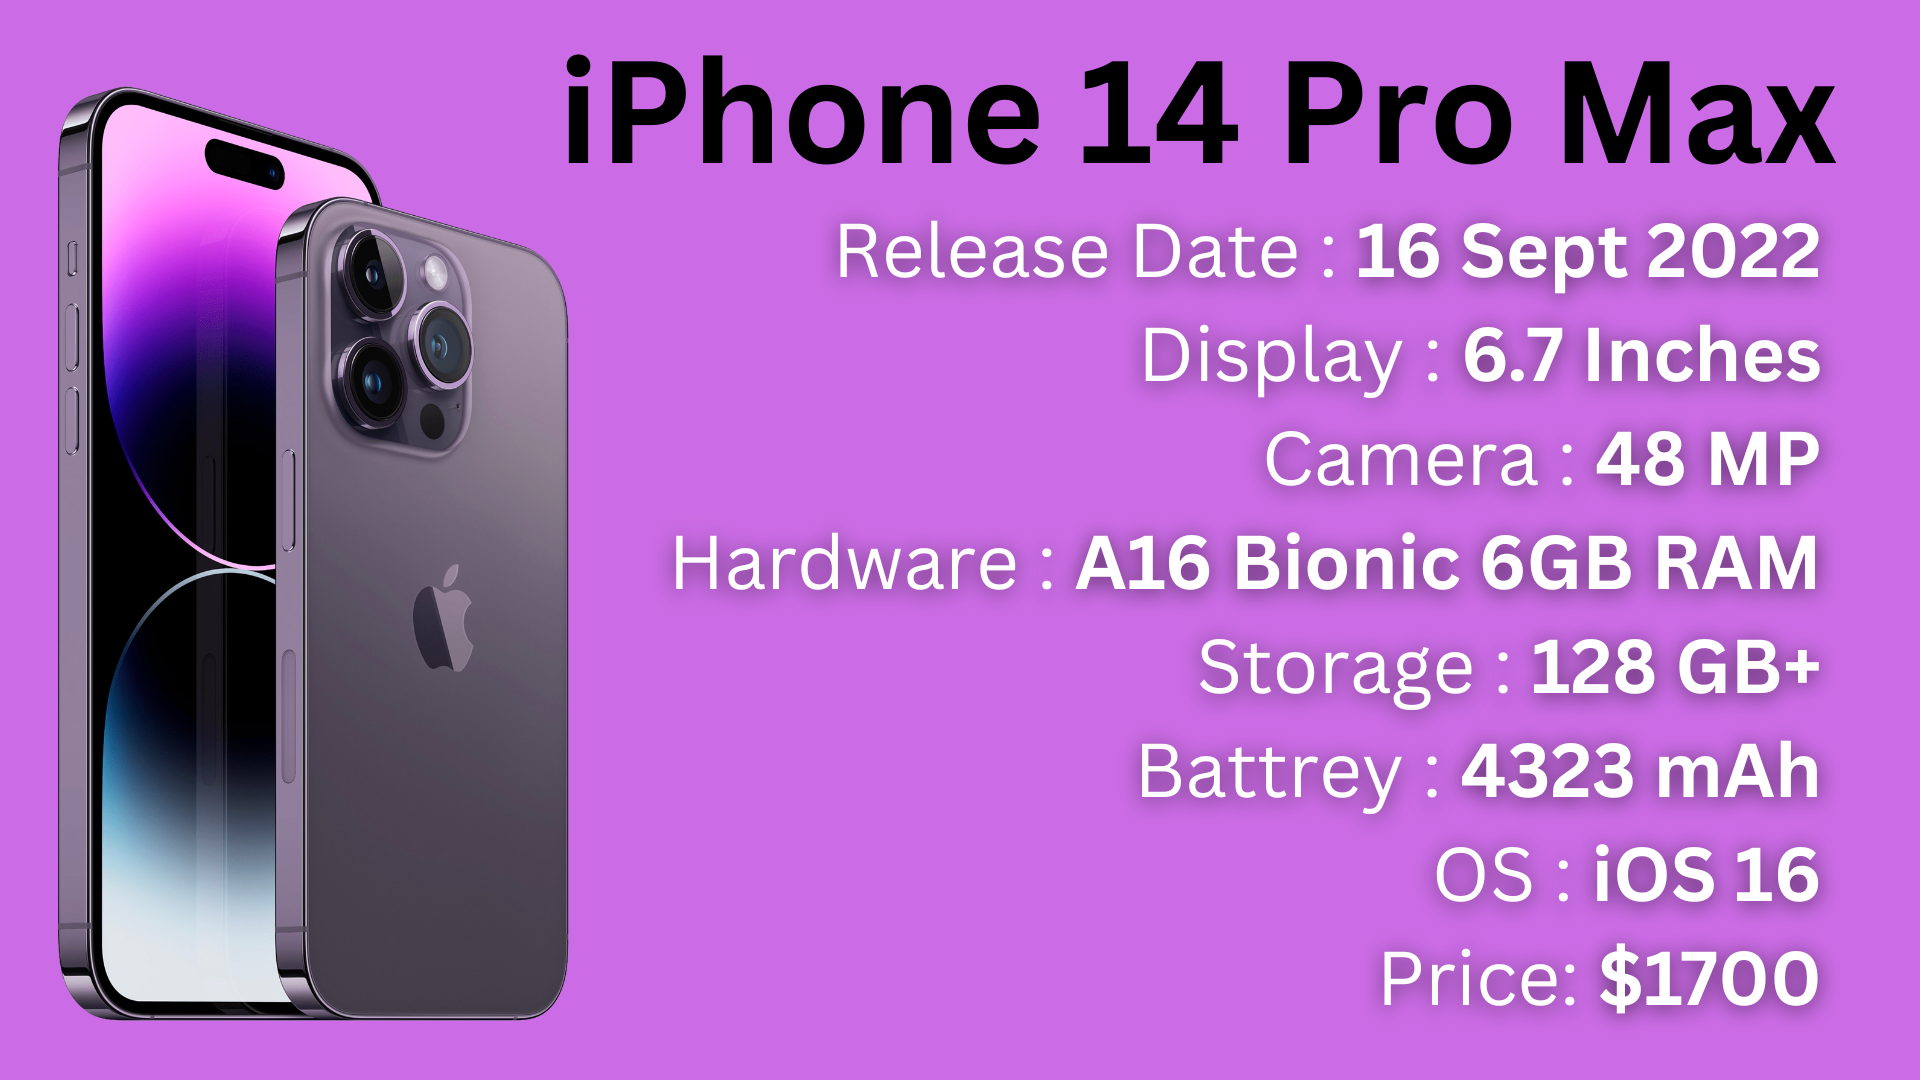 iPhone 14 Pro Max
Release Date : 16 Sept 2022
Display : 6.7 Inches
Camera : 48 MP
Hardware : A16 Bionic 6GB RAM
Storage : 128 GB+
Battrey : 4323 mAh
OS : iOS 16
Price: $1700